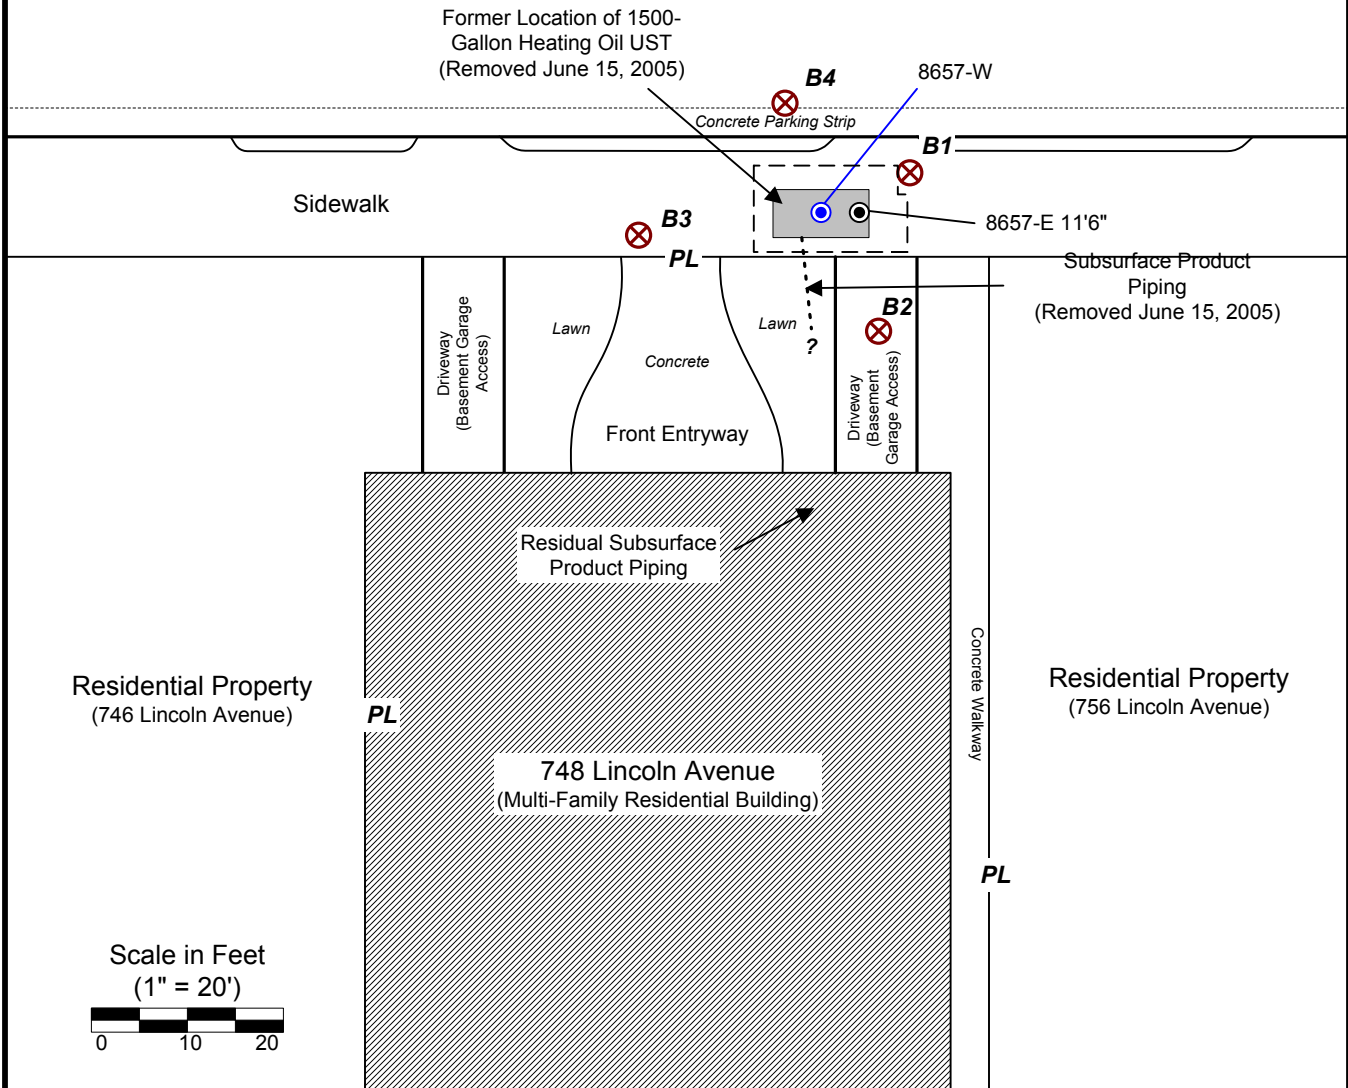 Former Location of 1500-
Gallon Heating Oil UST
(Removed June 15, 2005)
B4
8657-W
Concrete Parking Strip
B1
Sidewalk
B3
8657-E 11'6"
PL
Subsurface Product
Piping
(Removed June 15, 2005)
Driveway
(Basement Garage
Access)
Lawn
Concrete
Lawn
?
B2
Driveway
(Basement
Garage Access)
Front Entryway
Residual Subsurface
Product Piping
Residential Property
(746 Lincoln Avenue)
PL
748 Lincoln Avenue
(Multi-Family Residential Building)
Concrete Walkway
Residential Property
(756 Lincoln Avenue)
PL
Scale in Feet
(1" = 20')
0 10 20